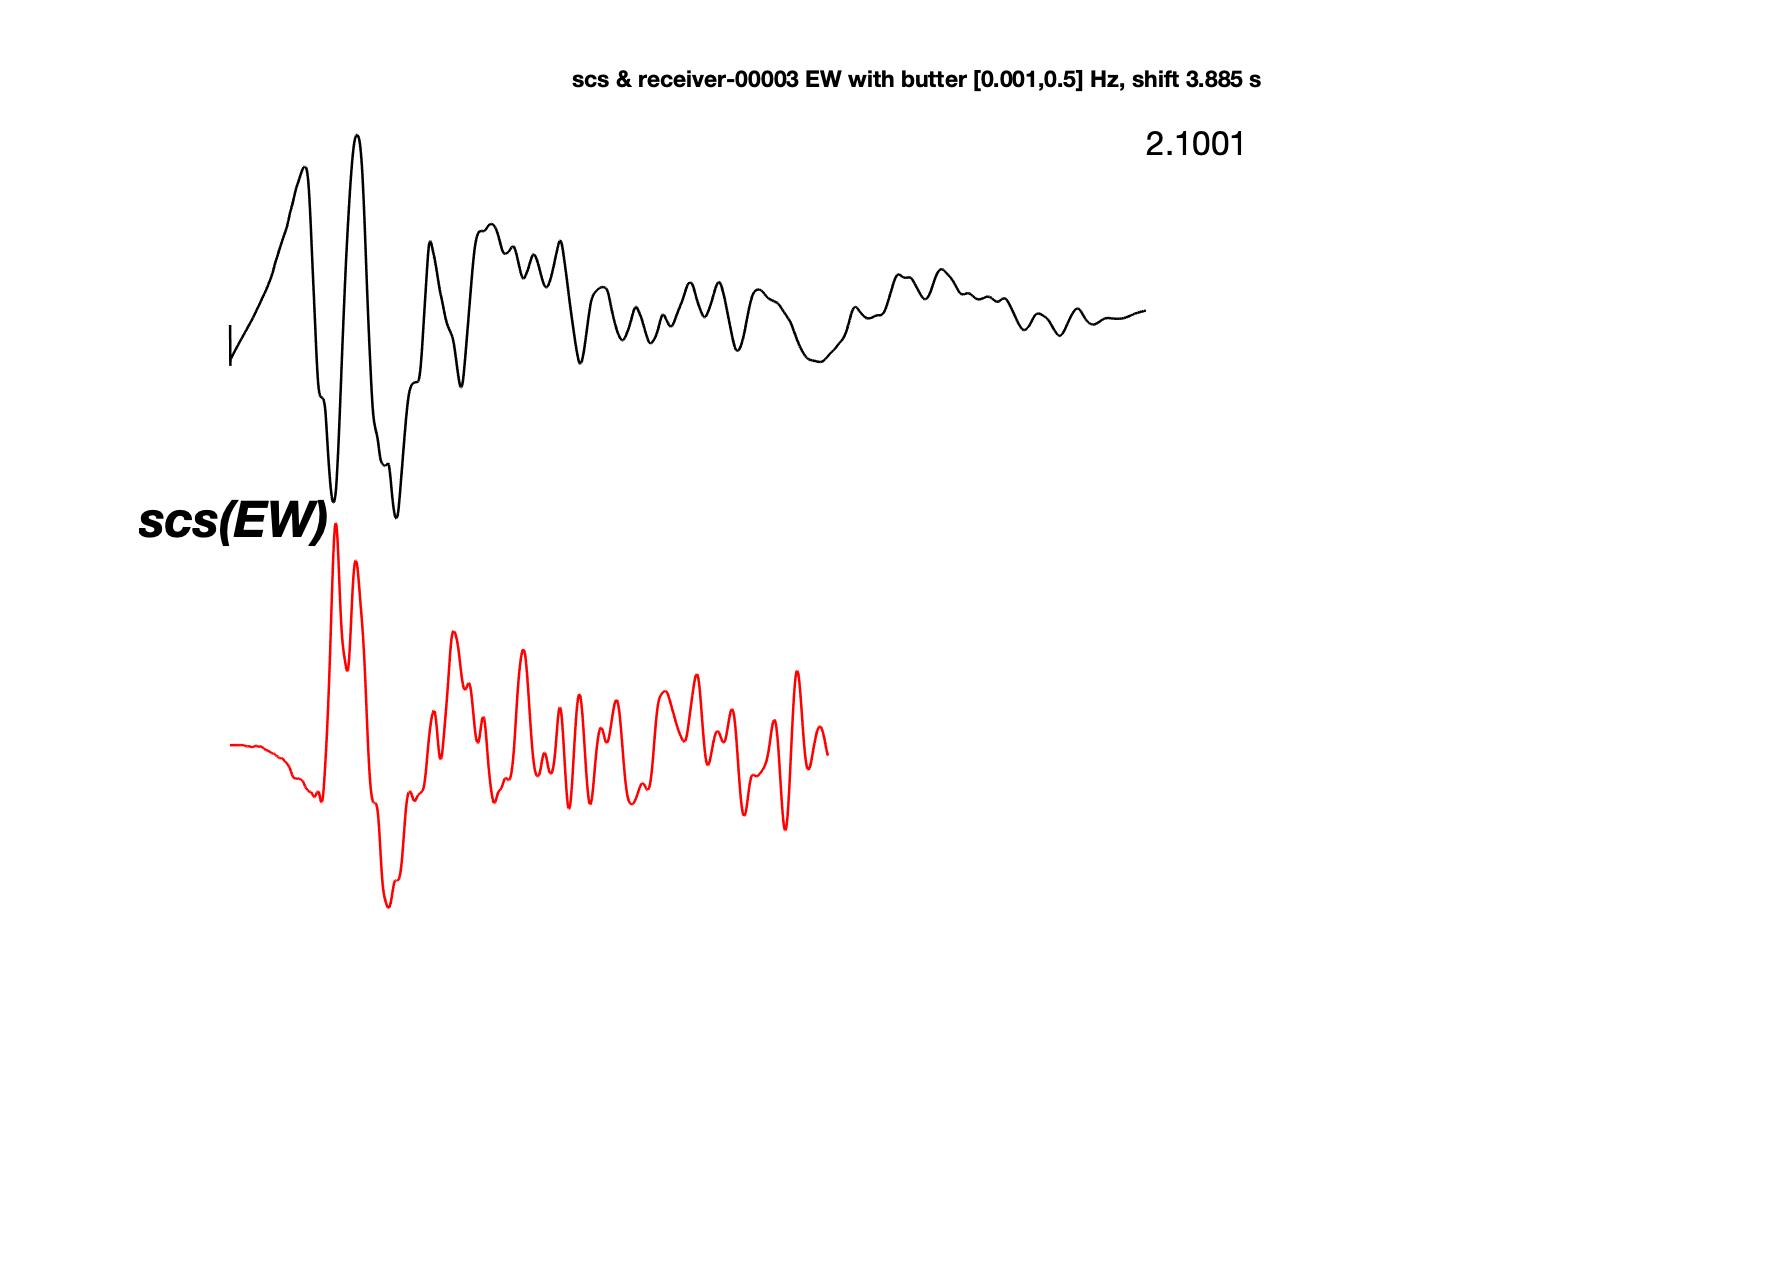 scs & receiver-00003 EW with butter [0.001,0.5] Hz, shift 3.885 s
2.1001
scs(EW)